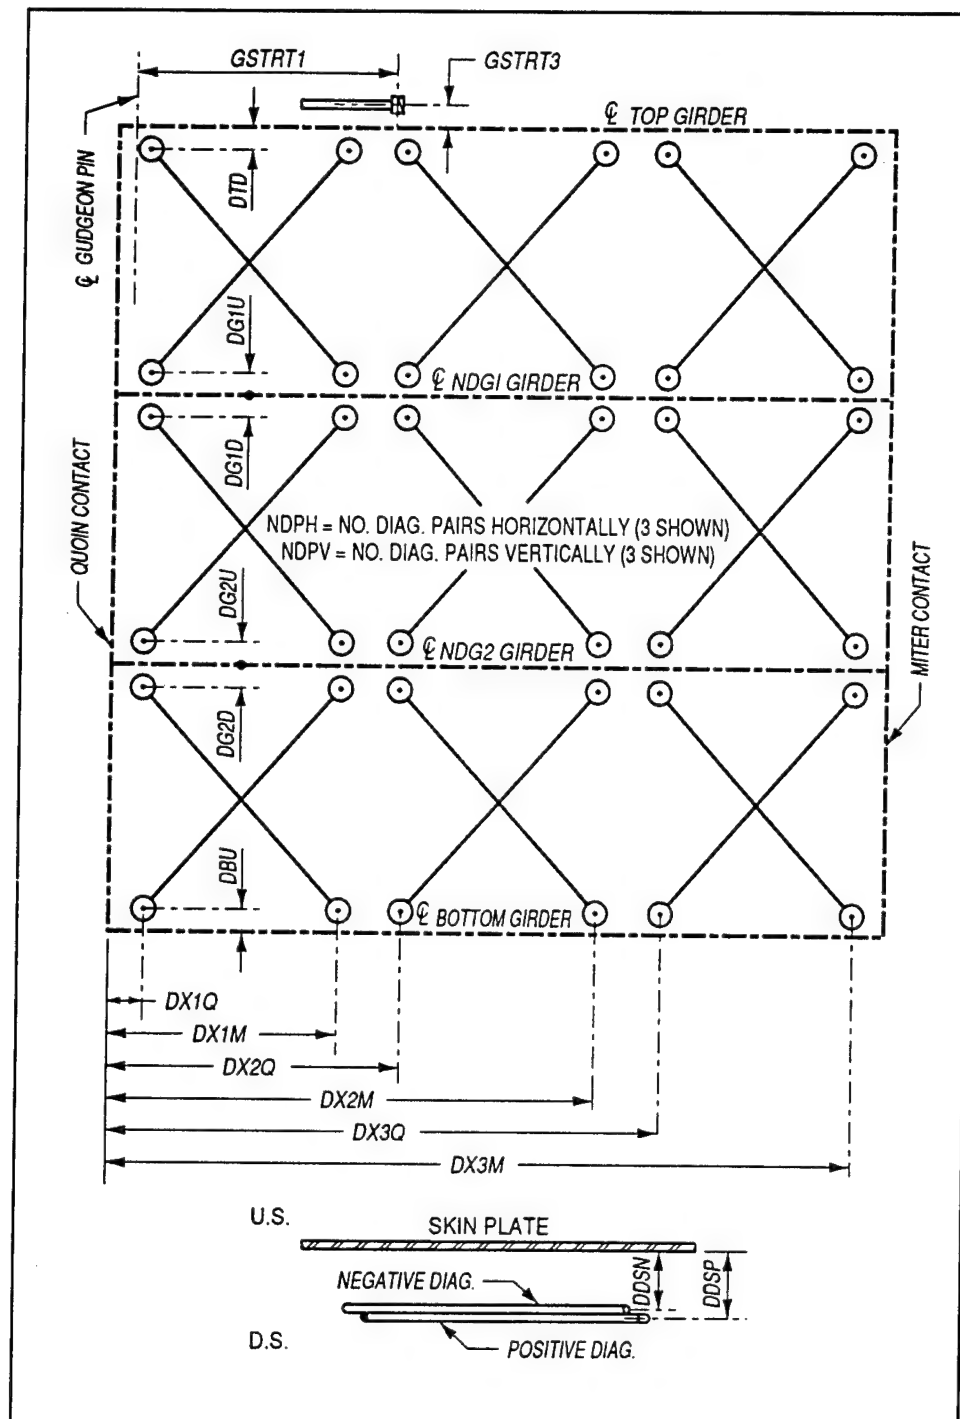 GSTRT1
GSTRT3
℄ TOP GIRDER
℄ GUDGEON PIN
DTD
DG1U
℄ NDGI GIRDER
QUOIN CONTACT
DG1D
NDPH = NO. DIAG. PAIRS HORIZONTALLY (3 SHOWN)
NDPV = NO. DIAG. PAIRS VERTICALLY (3 SHOWN)
DG2U
℄ NDG2 GIRDER
MITER CONTACT
DG2D
DBU
℄ BOTTOM GIRDER
DX1Q
DX1M
DX2Q
DX2M
DX3Q
DX3M
U.S.
SKIN PLATE
NEGATIVE DIAG.
DDSN
DDSP
D.S.
POSITIVE DIAG.